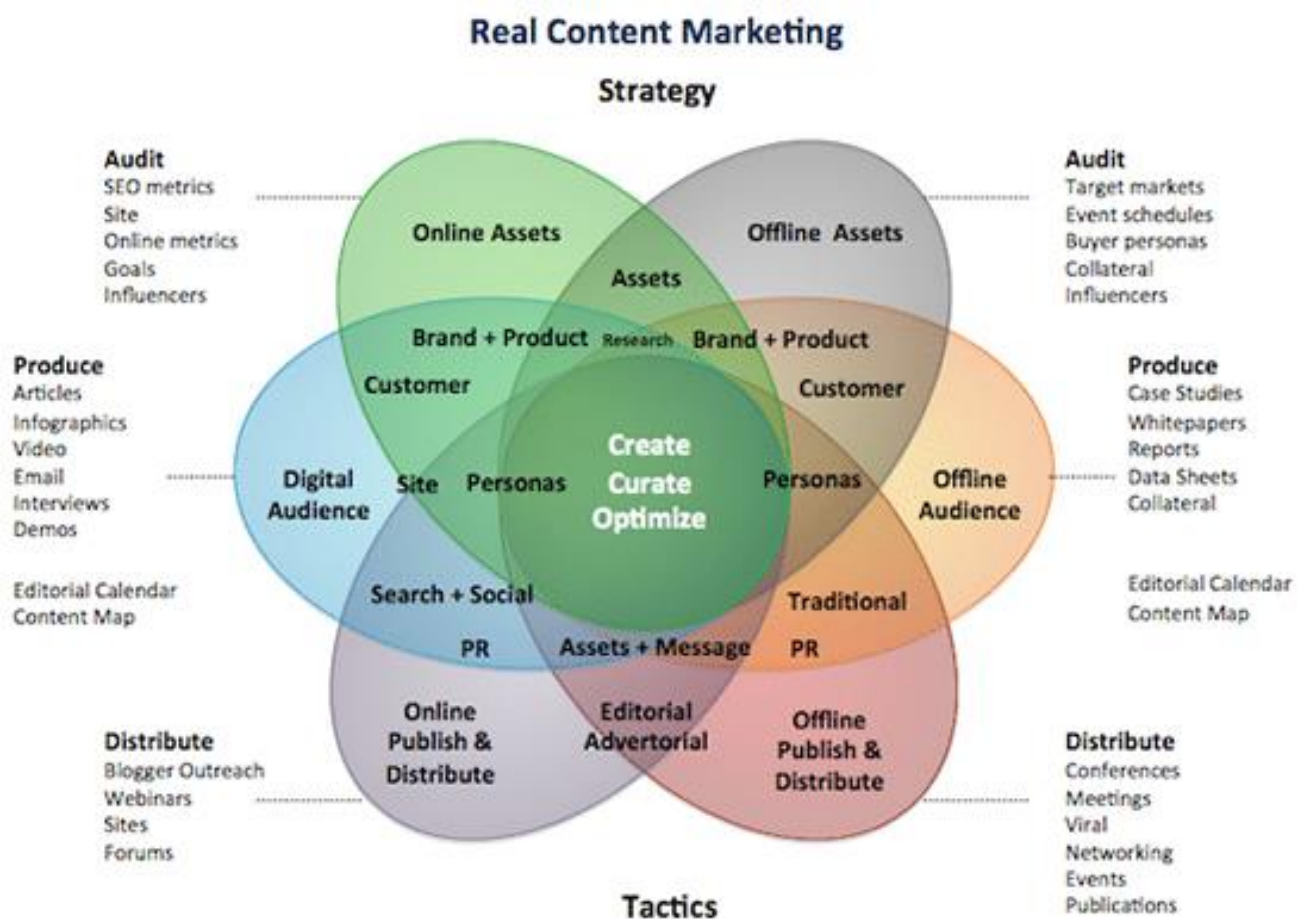 Real Content Marketing
Strategy
Audit
SEO metrics
Site
Online metrics
Goals
Influencers
Audit
Target markets
Event schedules
Buyer personas
Collateral
Influencers
Online Assets
Offline Assets
Assets
Brand + Product
Research
Brand + Product
Customer
Customer
Produce
Articles
Infographics
Video
Email
Interviews
Demos
Editorial Calendar
Content Map
Produce
Case Studies
Whitepapers
Reports
Data Sheets
Collateral
Editorial Calendar
Content Map
Digital
Audience
Site
Personas
Create
Curate
Optimize
Personas
Offline
Audience
Search + Social
Traditional
PR
Assets + Message
PR
Online
Publish &
Distribute
Editorial
Advertorial
Offline
Publish &
Distribute
Distribute
Blogger Outreach
Webinars
Sites
Forums
Distribute
Conferences
Meetings
Viral
Networking
Events
Publications
Tactics